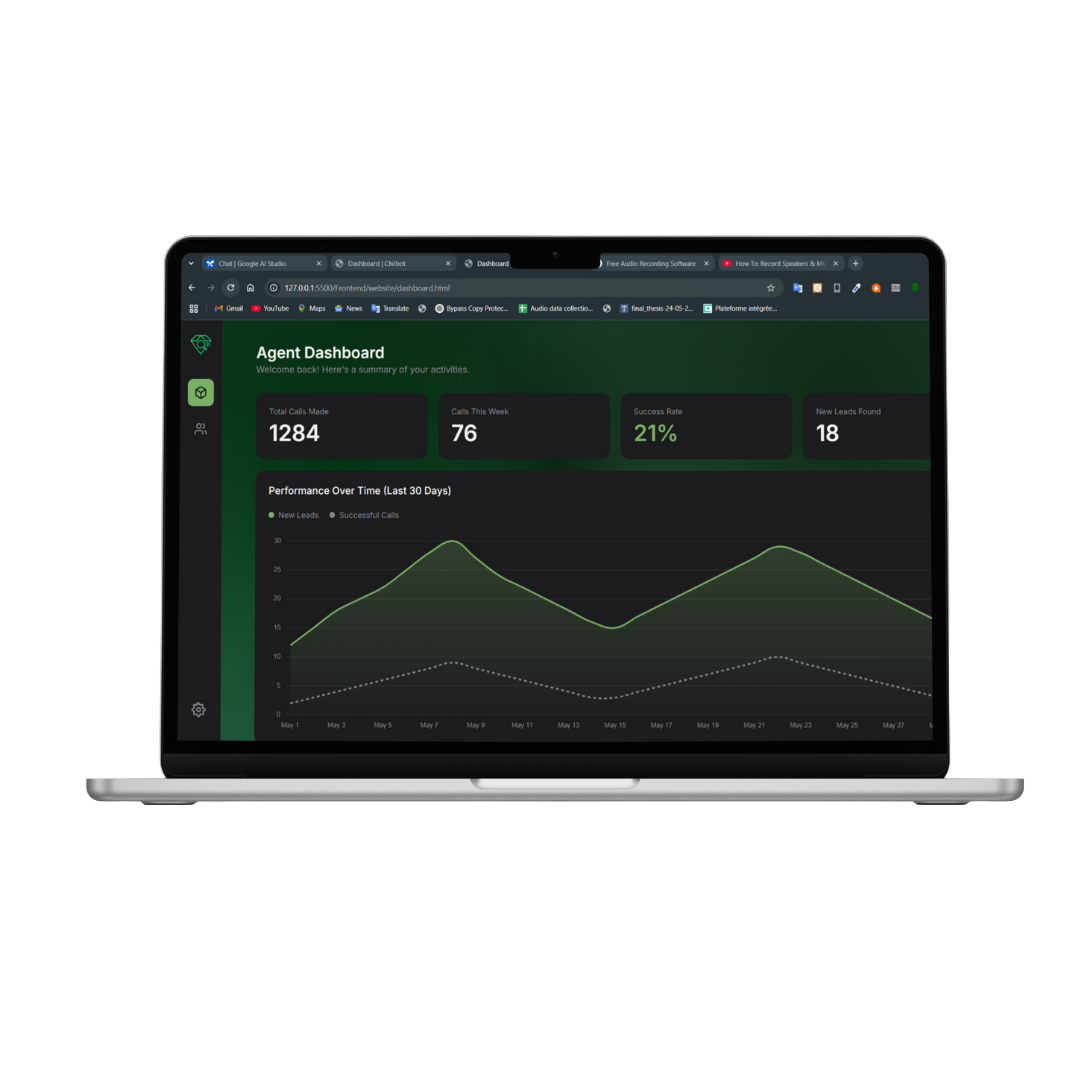 Chat | Google AI Studio
Dashboard | Chilbot
Dashboard
Free Audio Recording Software
How To: Record Speakers & Mi
127.0.0.1:5500/Frontend/website/dashboard.html
Gmail YouTube Maps News Translate Bypass Copy Protec... Audio data collectio... final_thesis-24-05-2... Plateforme intégrée...
Agent Dashboard
Welcome back! Here's a summary of your activities.
Total Calls Made
1284
Calls This Week
76
Success Rate
21%
New Leads Found
18
Performance Over Time (Last 30 Days)
New Leads Successful Calls
30
25
20
15
10
5
0
May 1 May 3 May 5 May 7 May 9 May 11 May 13 May 15 May 17 May 19 May 21 May 23 May 25 May 27